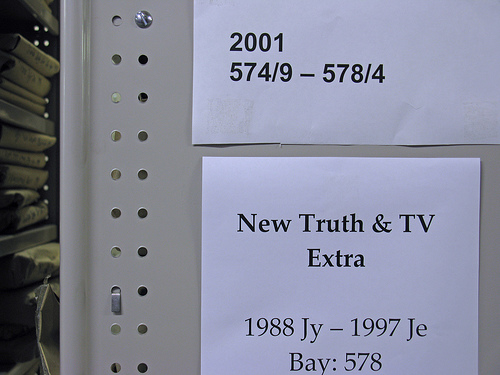 2001
574/9 – 578/4
New Truth & TV
Extra
1988 Jy – 1997 Je
Bay: 578